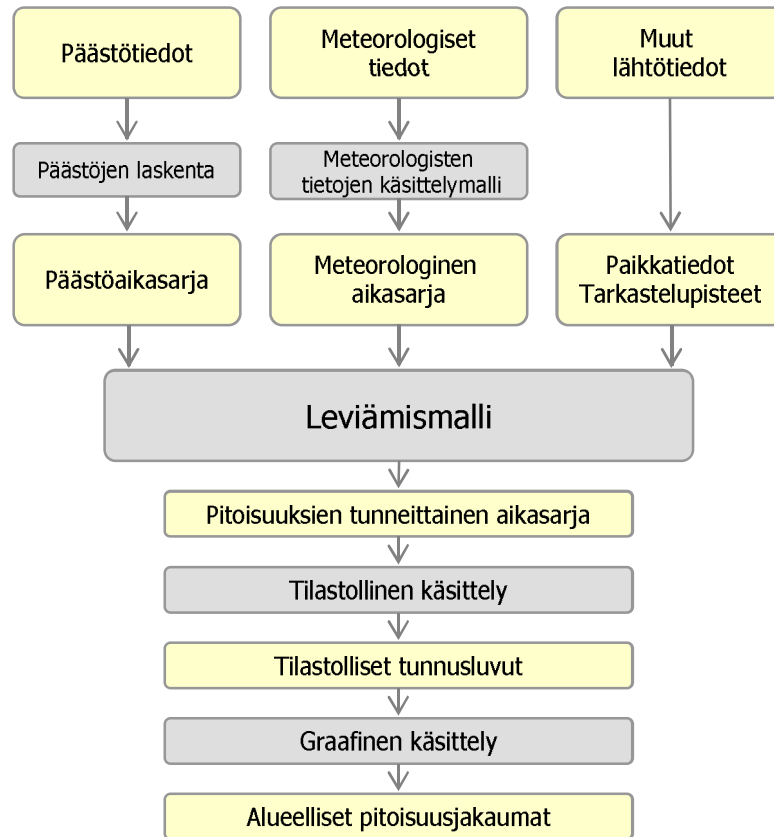 Päästötiedot
Meteorologiset
tiedot
Muut
lähtötiedot
Päästöjen laskenta
Meteorologisten
tietojen käsittelymalli
Päästöaikasarja
Meteorologinen
aikasarja
Paikkatiedot
Tarkastelupisteet
Leviämismalli
Pitoisuuksien tunneittainen aikasarja
Tilastollinen käsittely
Tilastolliset tunnusluvut
Graafinen käsittely
Alueelliset pitoisuusjakaumat